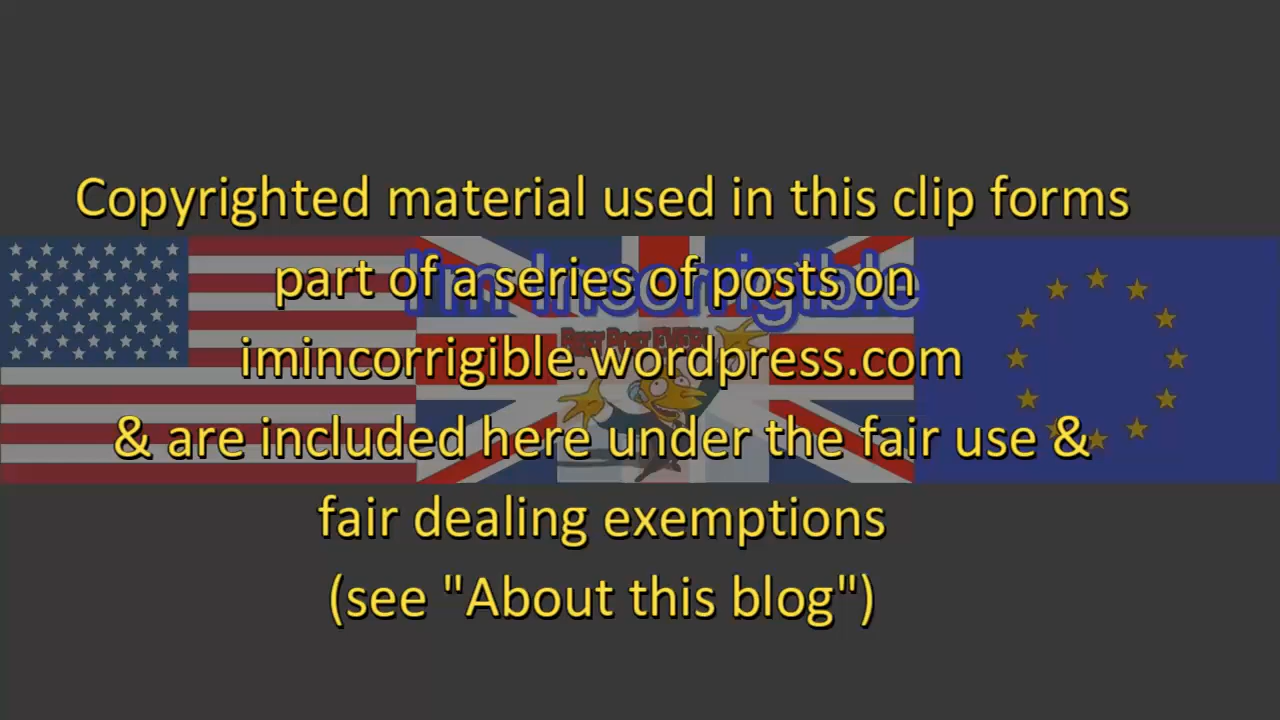 Copyrighted material used in this clip forms
part of a series of posts on
I'm Incorrigible
imincorrigible.wordpress.com
& are included here under the fair use &
fair dealing exemptions
(see "About this blog")